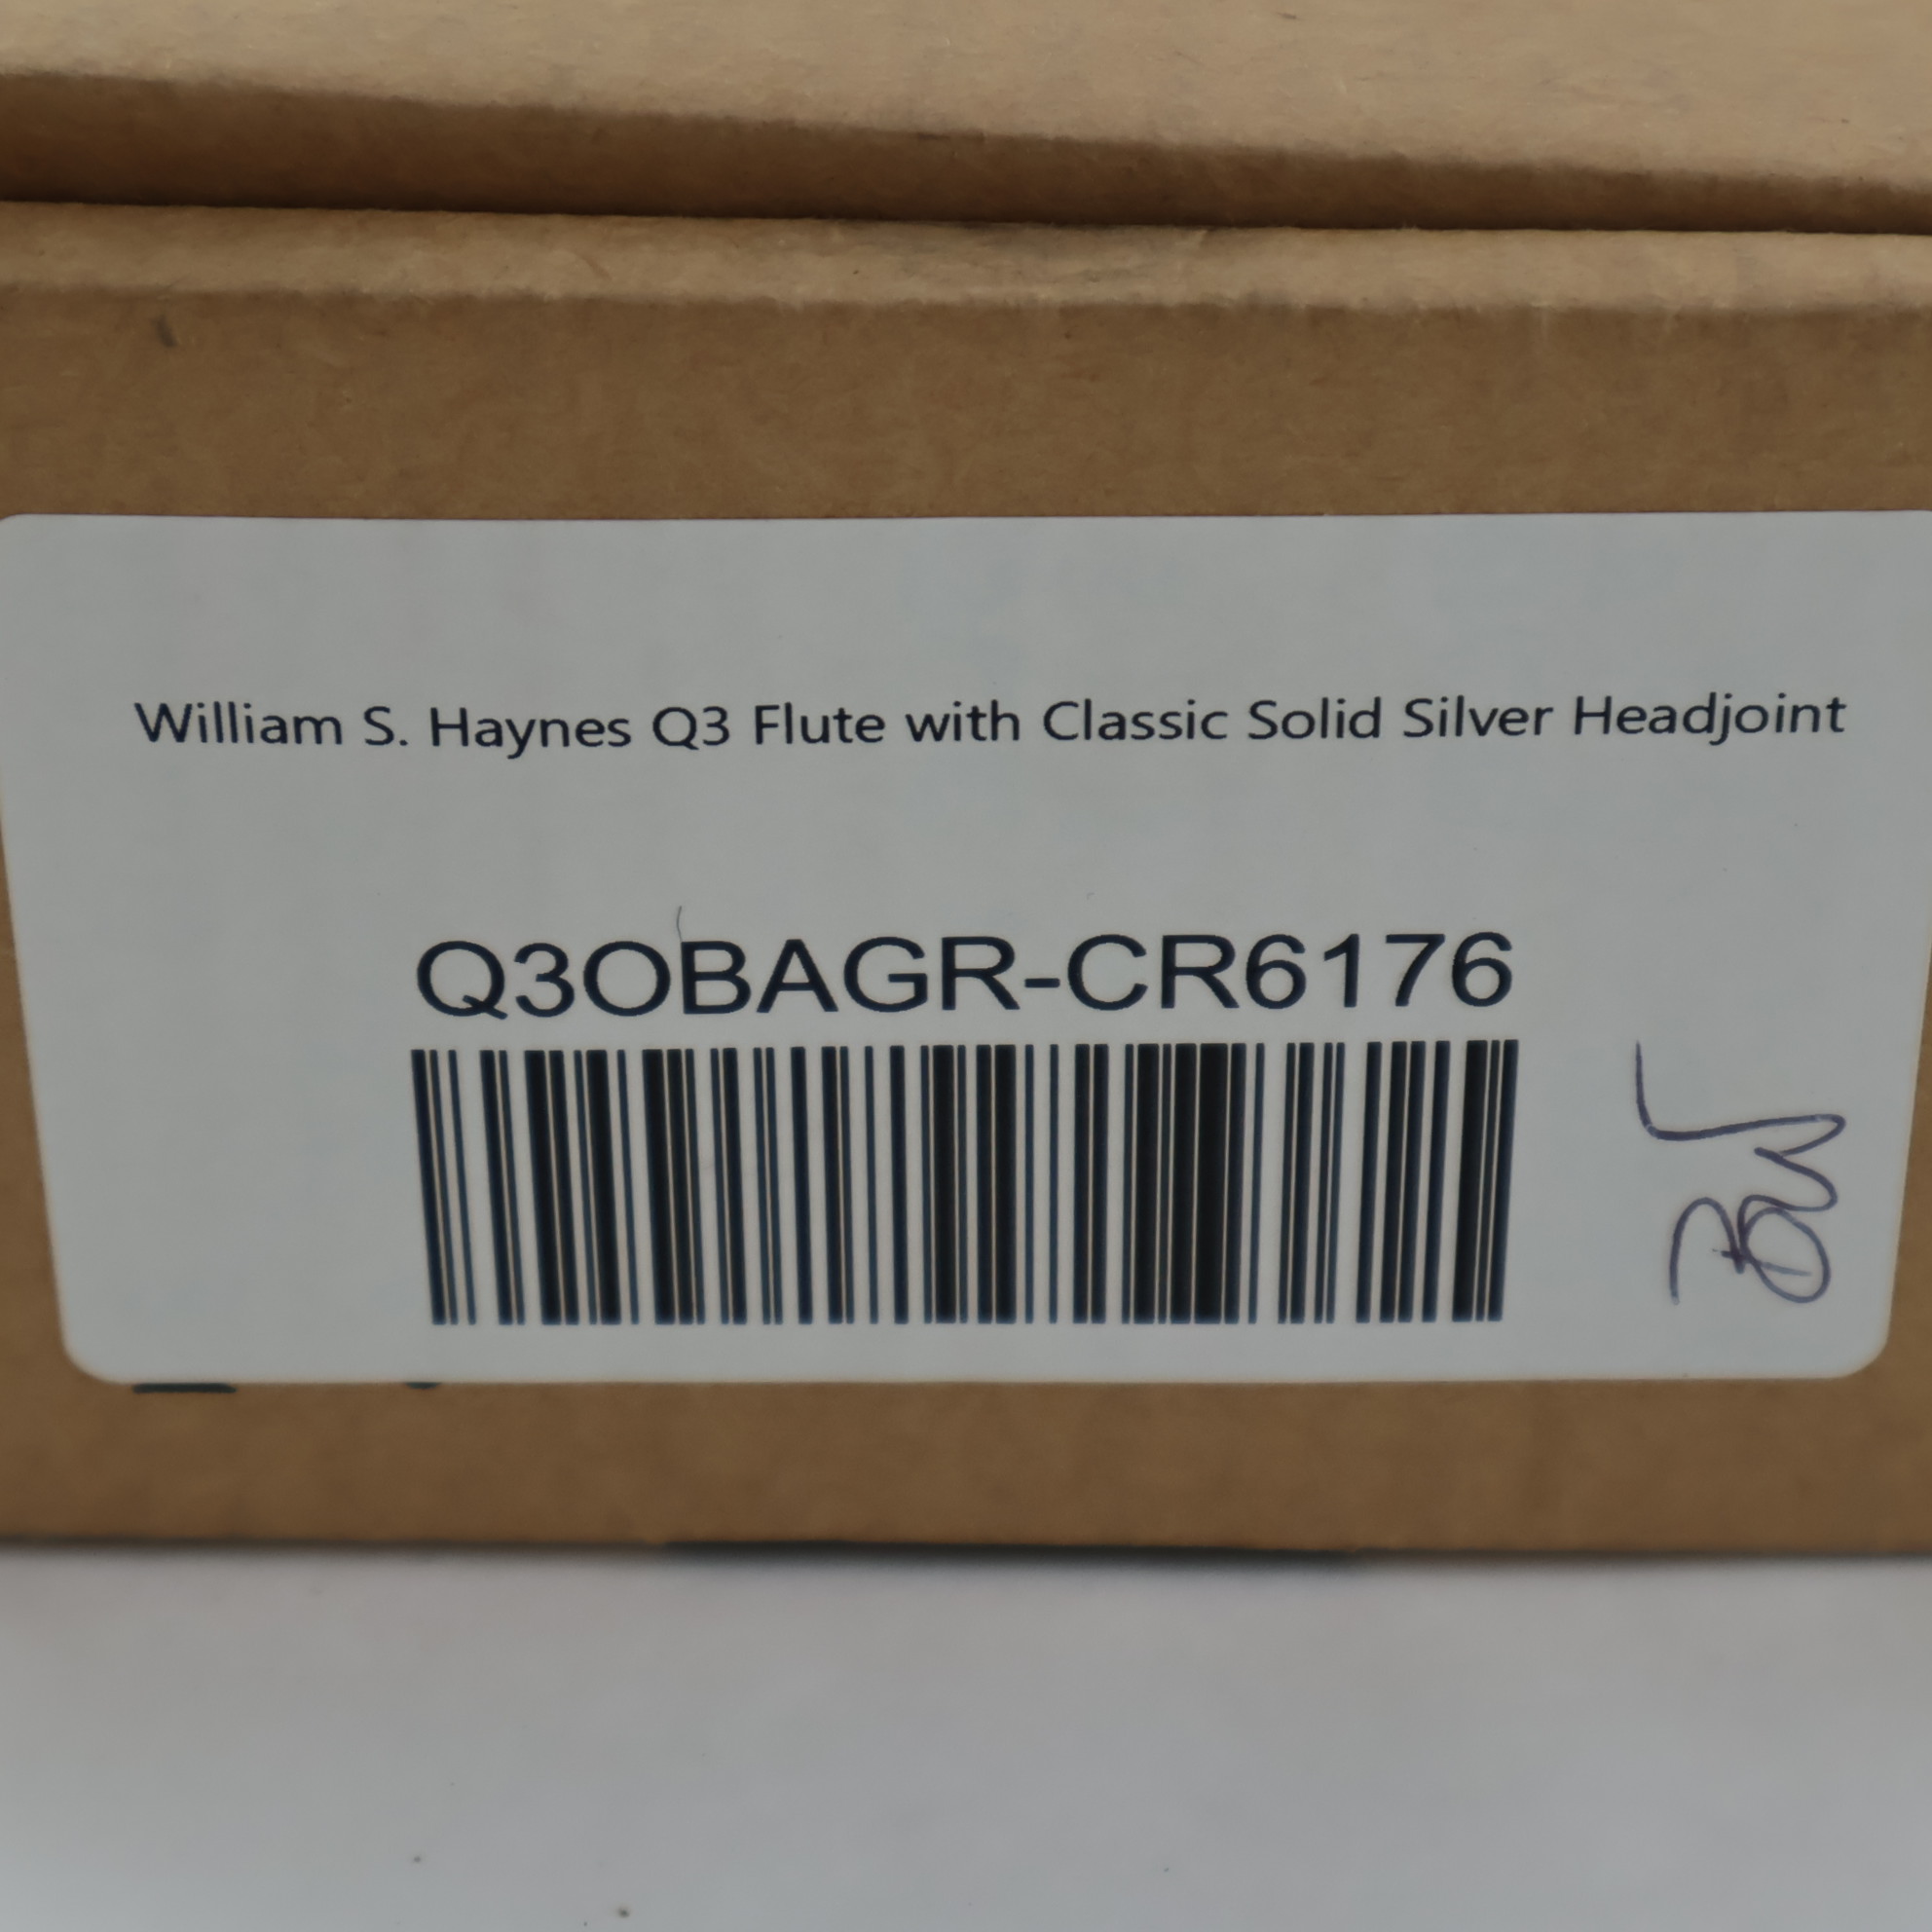 William S. Haynes Q3 Flute with Classic Solid Silver Headjoint
Q3OBAGR-CR6176